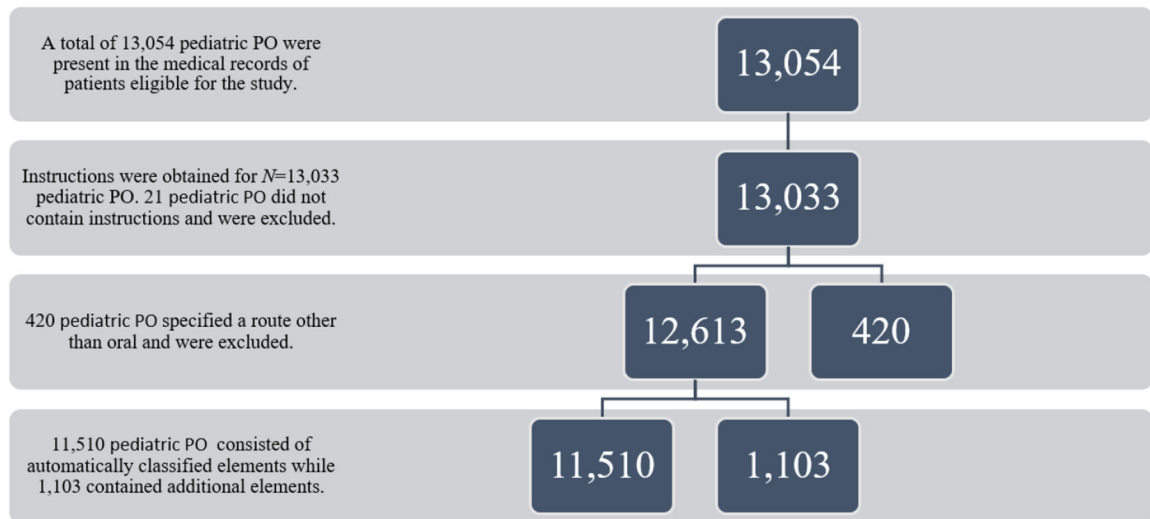 A total of 13,054 pediatric PO were
present in the medical records of
patients eligible for the study.
13,054
Instructions were obtained for N=13,033
pediatric PO. 21 pediatric PO did not
contain instructions and were excluded.
13,033
420 pediatric PO specified a route other
than oral and were excluded.
12,613
420
11,510 pediatric PO consisted of
automatically classified elements while
1,103 contained additional elements.
11,510
1,103